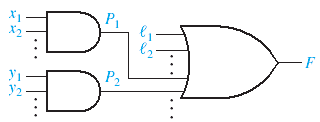 x₁
x₂
P₁
ℓ₁
ℓ₂
F
y₁
y₂
P₂